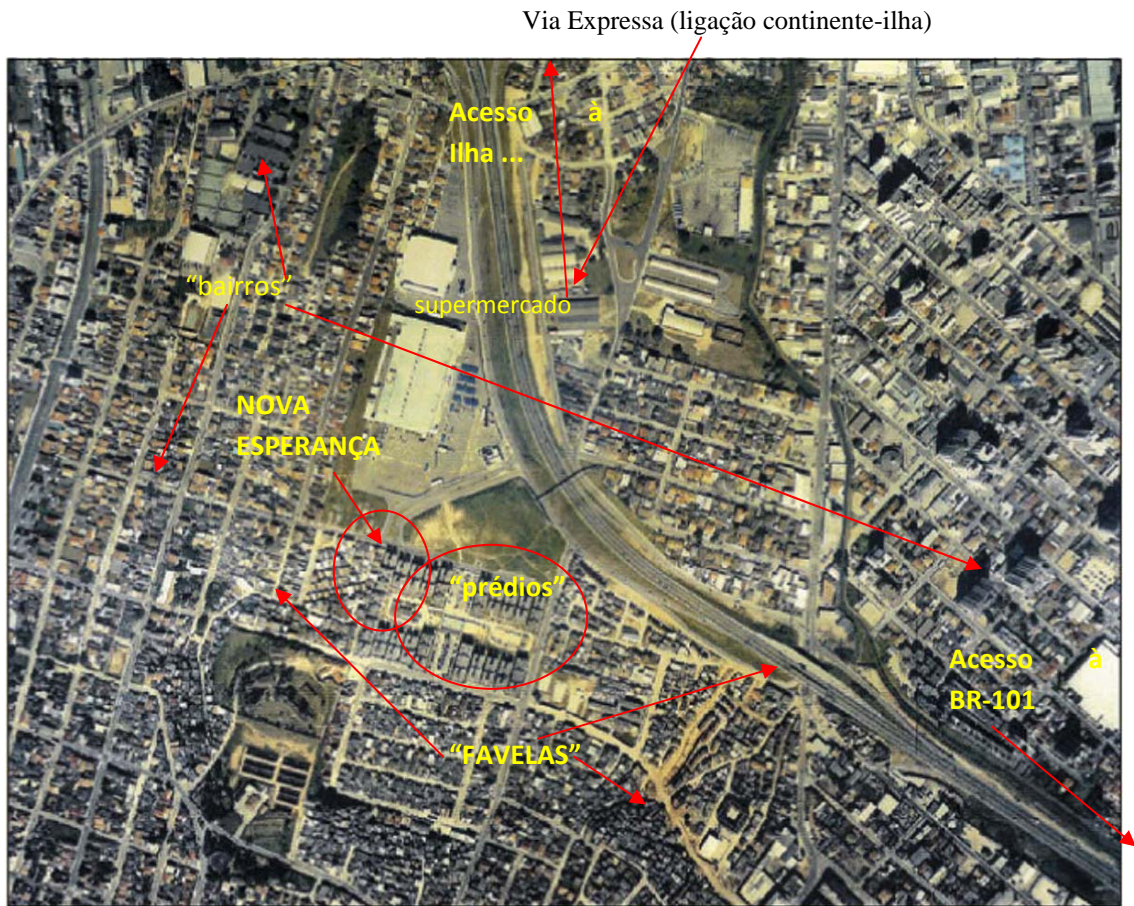 Via Expressa (ligação continente-ilha)
Acesso à
Ilha ...
“bairros”
supermercado
NOVA
ESPERANÇA
“prédios”
Acesso à
BR-101
“FAVELAS”